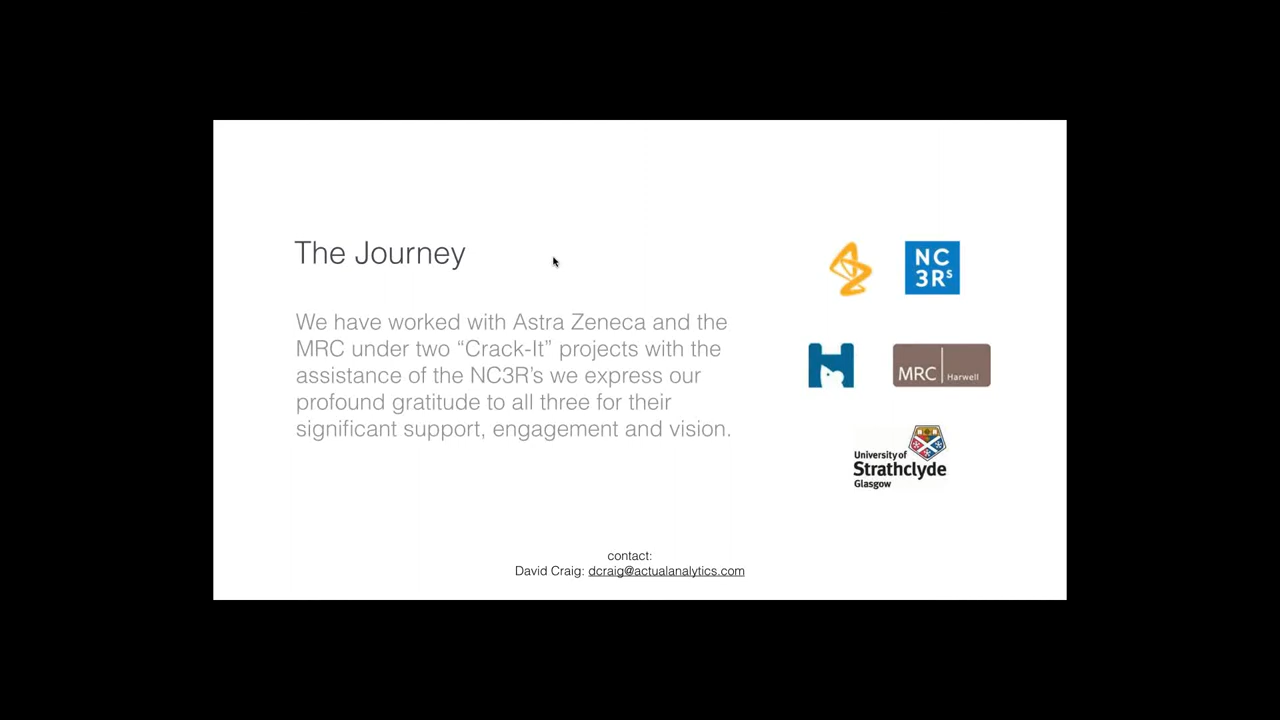 The Journey
We have worked with Astra Zeneca and the
MRC under two “Crack-It” projects with the
assistance of the NC3R’s we express our
profound gratitude to all three for their
significant support, engagement and vision.
NC
3Rs
MRC | Harwell
University of
Strathclyde
Glasgow
contact:
David Craig: dcraig@actualanalytics.com